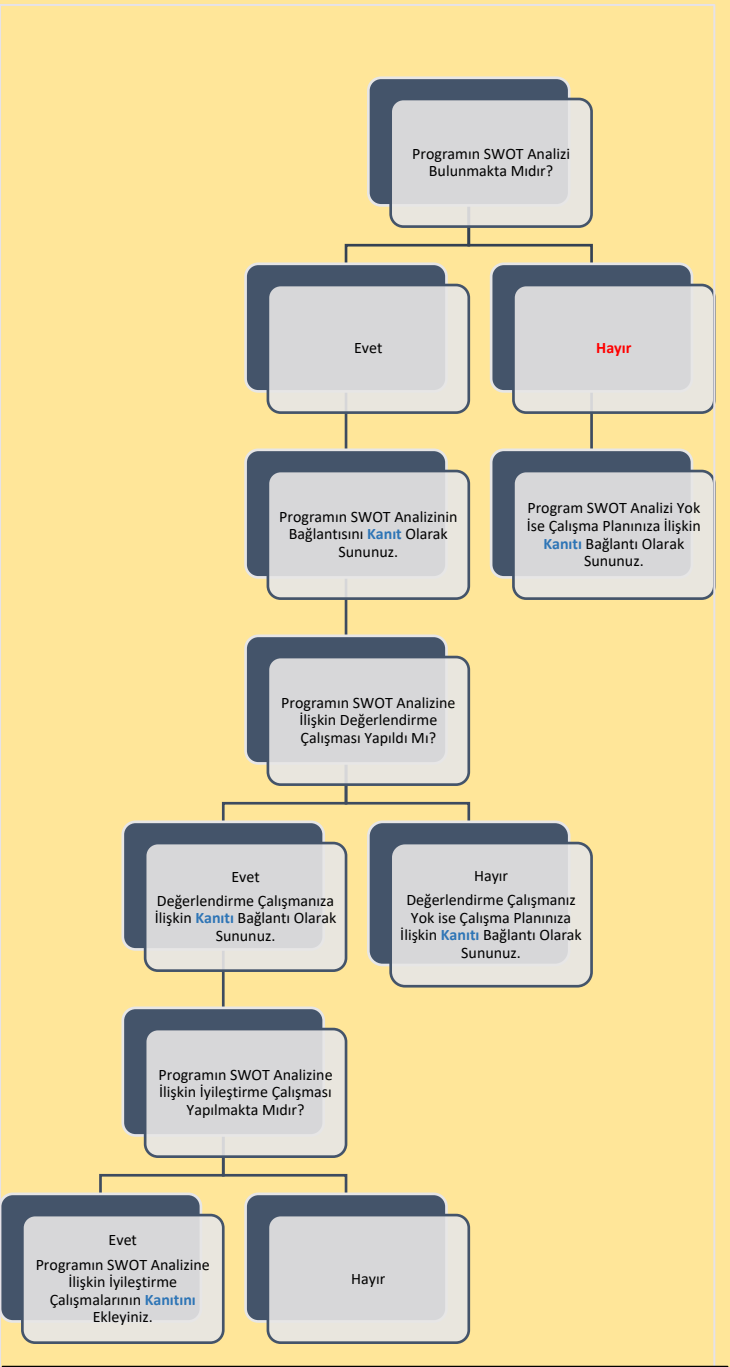 Programın SWOT Analizi
Bulunmakta Mıdır?
Evet
Hayır
Programın SWOT Analizinin
Bağlantısını Kanıt Olarak
Sununuz.
Program SWOT Analizi Yok
İse Çalışma Planınıza İlişkin
Kanıtı Bağlantı Olarak
Sununuz.
Programın SWOT Analizine
İlişkin Değerlendirme
Çalışması Yapıldı Mı?
Evet
Değerlendirme Çalışmanıza
İlişkin Kanıtı Bağlantı Olarak
Sununuz.
Hayır
Değerlendirme Çalışmanız
Yok ise Çalışma Planınıza
İlişkin Kanıtı Bağlantı Olarak
Sununuz.
Programın SWOT Analizine
İlişkin İyileştirme Çalışması
Yapılmakta Mıdır?
Evet
Programın SWOT Analizine
İlişkin İyileştirme
Çalışmalarının Kanıtını
Ekleyiniz.
Hayır